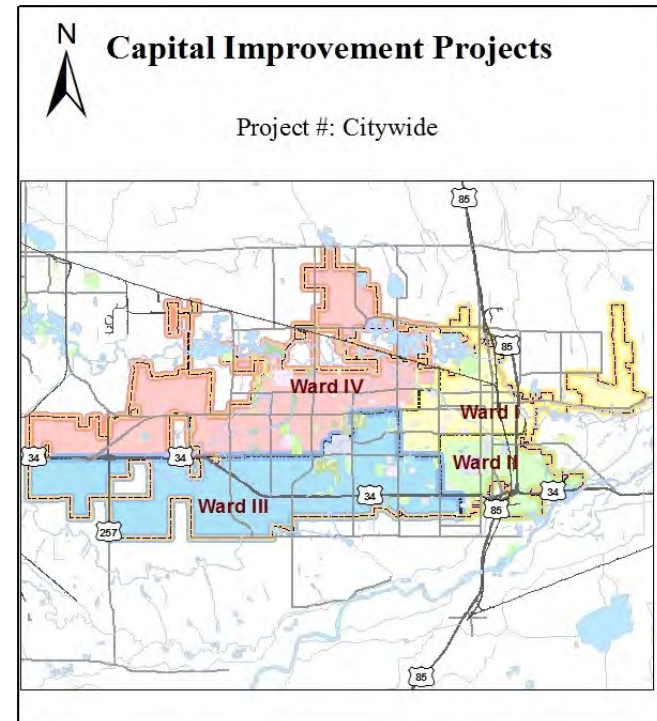 N
Capital Improvement Projects
Project #: Citywide
85
85
Ward IV
Ward I
34
34
Ward II
34
34
Ward III
85
257
85